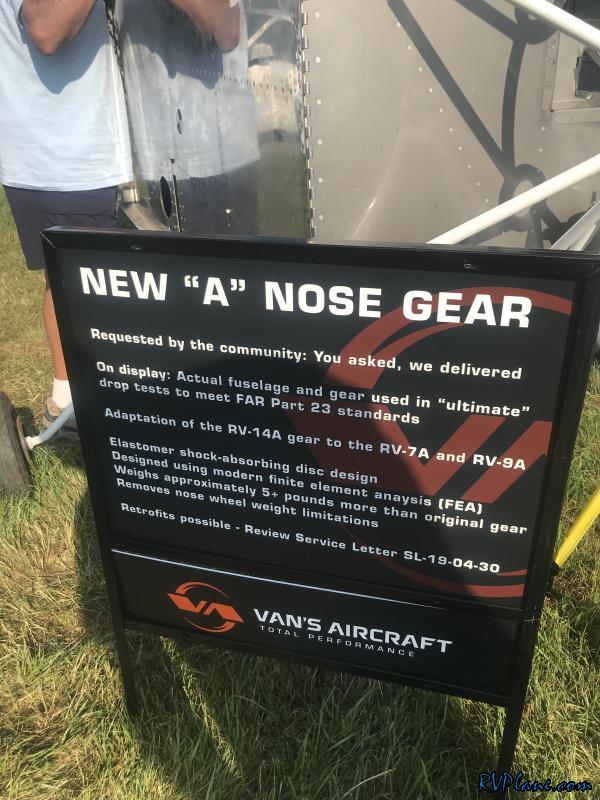 NEW “A” NOSE GEAR
Requested by the community: You asked, we delivered
On display: Actual fuselage and gear used in “ultimate”
drop tests to meet FAR Part 23 standards
Adaptation of the RV-14A gear to the RV-7A and RV-9A
Elastomer shock-absorbing disc design
Designed using modern finite element anaysis (FEA)
Weighs approximately 5+ pounds more than original gear
Removes nose wheel weight limitations
Retrofits possible - Review Service Letter SL-19-04-30
VAN'S AIRCRAFT
TOTAL PERFORMANCE
RVPlane.com